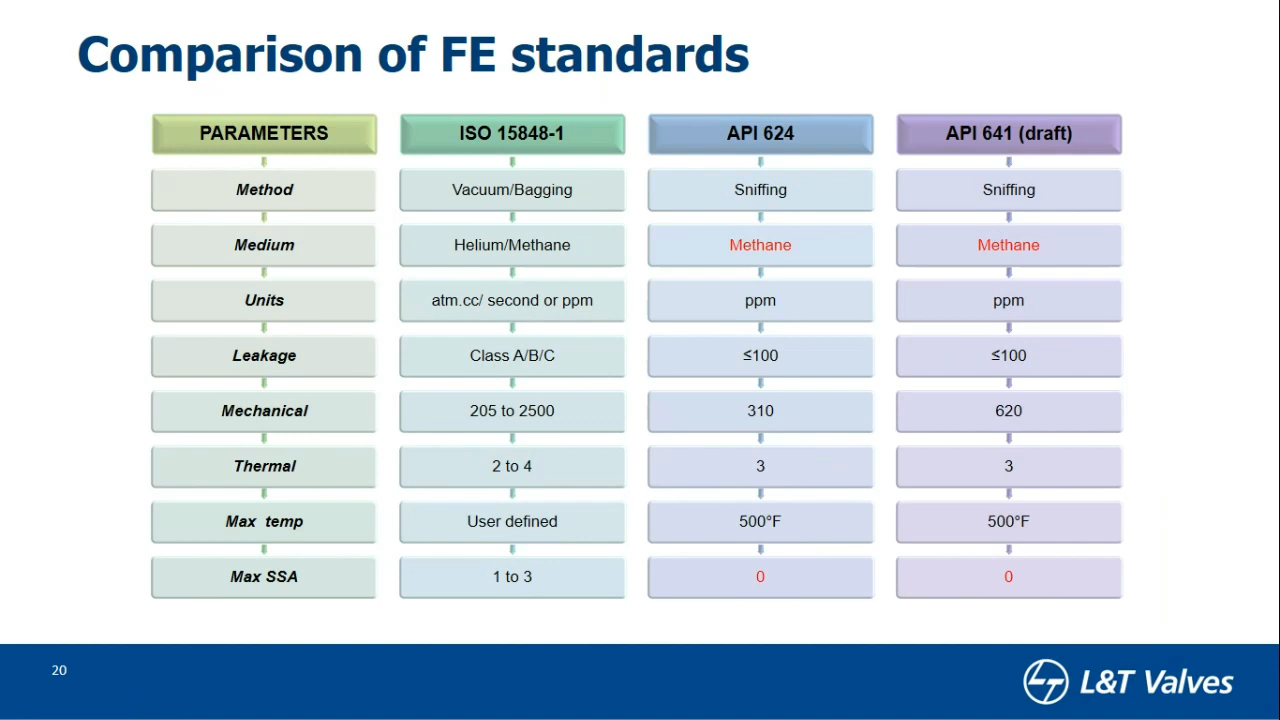 Comparison of FE standards
PARAMETERS ISO 15848-1 API 624 API 641 (draft)
Method Vacuum/Bagging Sniffing Sniffing
Medium Helium/Methane Methane Methane
Units atm.cc/ second or ppm ppm ppm
Leakage Class A/B/C ≤100 ≤100
Mechanical 205 to 2500 310 620
Thermal 2 to 4 3 3
Max temp User defined 500°F 500°F
Max SSA 1 to 3 0 0
20
L&T Valves